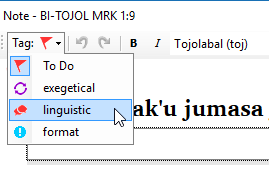 Note - BI-TOJOL MRK 1:9
Tag: B I Tojolabal (toj)
To Do
exegetical
linguistic
format
ak'u jumasa